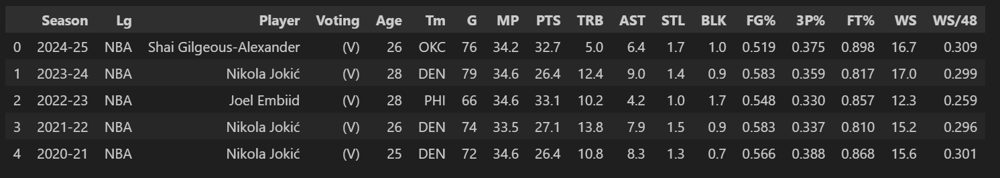 Season Lg Player Voting Age Tm G MP PTS TRB AST STL BLK FG% 3P% FT% WS WS/48
0 2024-25 NBA Shai Gilgeous-Alexander (V) 26 OKC 76 34.2 32.7 5.0 6.4 1.7 1.0 0.519 0.375 0.898 16.7 0.309
1 2023-24 NBA Nikola Jokić (V) 28 DEN 79 34.6 26.4 12.4 9.0 1.4 0.9 0.583 0.359 0.817 17.0 0.299
2 2022-23 NBA Joel Embiid (V) 28 PHI 66 34.6 33.1 10.2 4.2 1.0 1.7 0.548 0.330 0.857 12.3 0.259
3 2021-22 NBA Nikola Jokić (V) 26 DEN 74 33.5 27.1 13.8 7.9 1.5 0.9 0.583 0.337 0.810 15.2 0.296
4 2020-21 NBA Nikola Jokić (V) 25 DEN 72 34.6 26.4 10.8 8.3 1.3 0.7 0.566 0.388 0.868 15.6 0.301